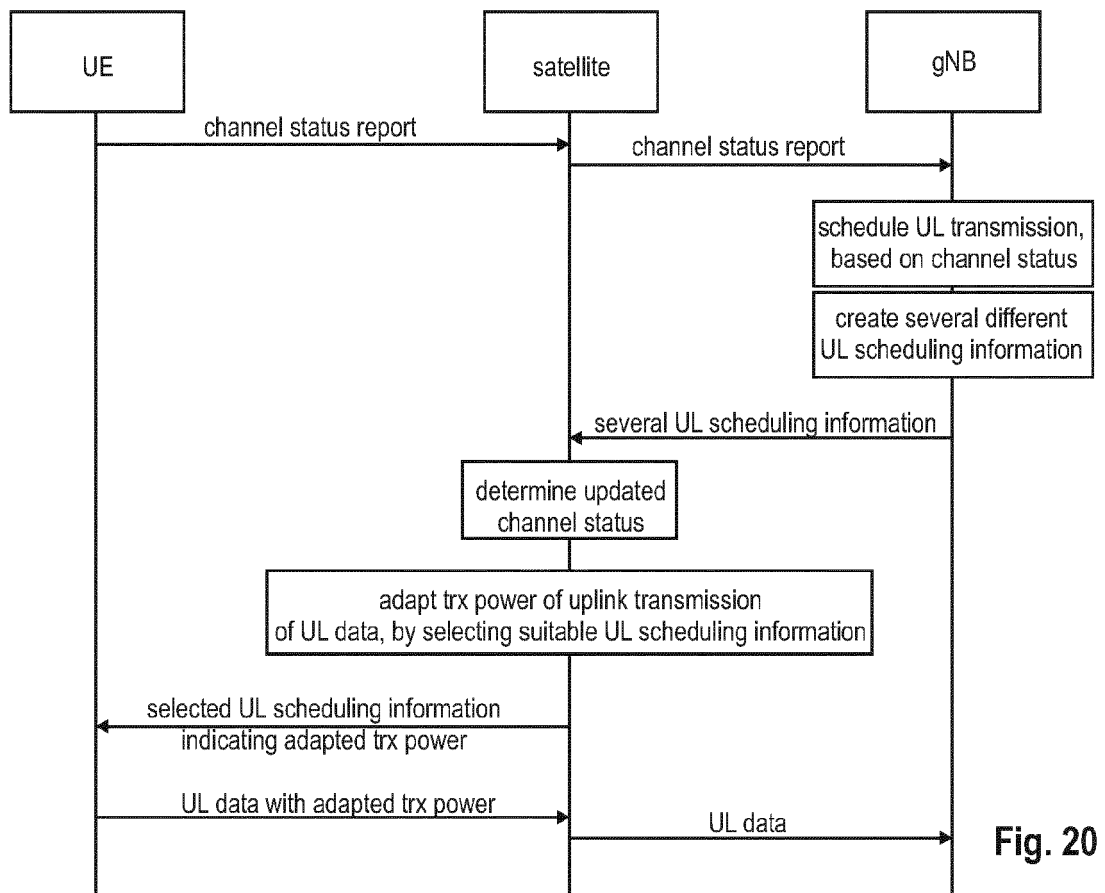 UE
satellite
gNB
channel status report
channel status report
schedule UL transmission,
based on channel status
create several different
UL scheduling information
several UL scheduling information
determine updated
channel status
adapt trx power of uplink transmission
of UL data, by selecting suitable UL scheduling information
selected UL scheduling information
indicating adapted trx power
UL data with adapted trx power
UL data
Fig. 20